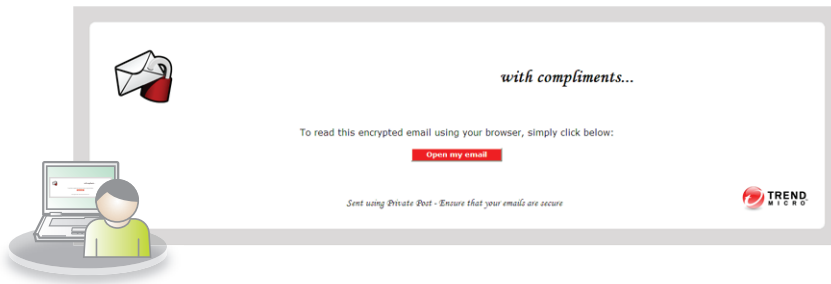 with compliments...
To read this encrypted email using your browser, simply click below:
Open my email
Sent using Private Post - Ensure that your emails are secure
TREND
MICRO